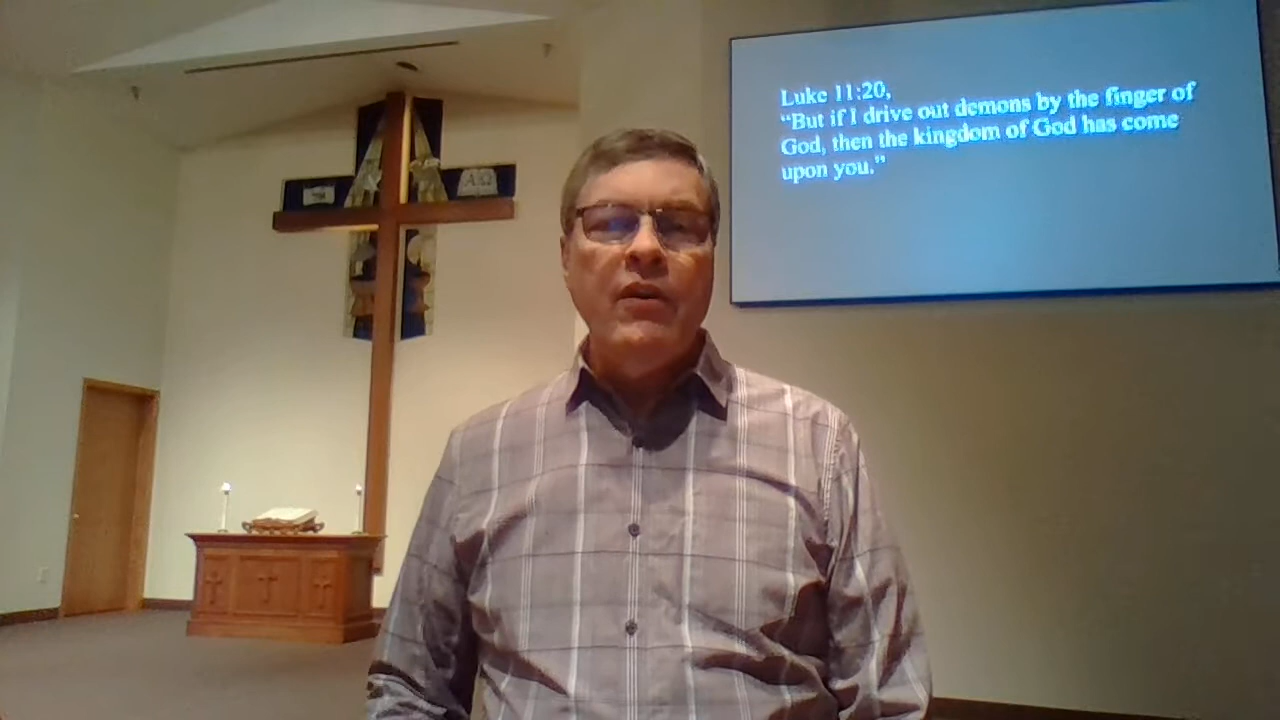 ΑΩ
Luke 11:20,
“But if I drive out demons by the finger of
God, then the kingdom of God has come
upon you.”